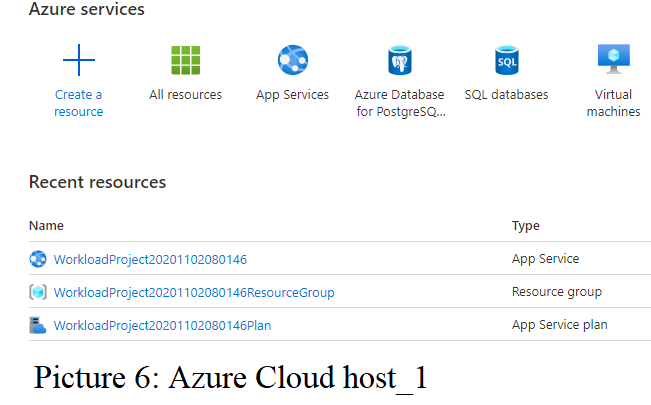 Azure services
Create a resource
All resources
App Services
Azure Database for PostgreSQ...
SQL
SQL databases
Virtual machines
Recent resources
Name Type
WorkloadProject20201102080146 App Service
WorkloadProject20201102080146ResourceGroup Resource group
WorkloadProject20201102080146Plan App Service plan
Picture 6: Azure Cloud host_1